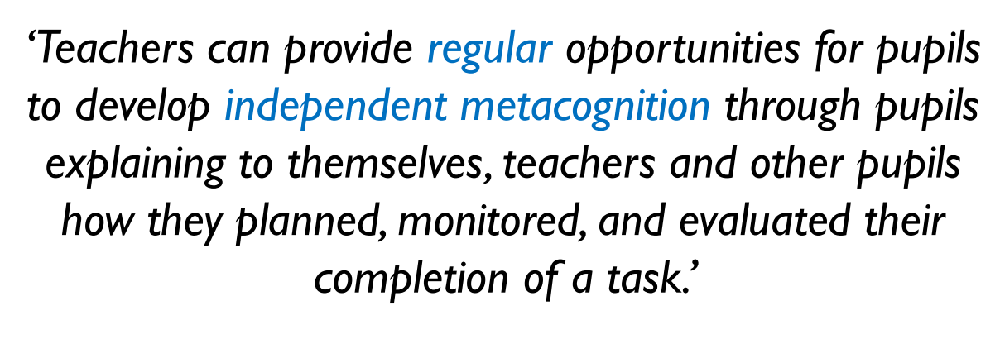 ‘Teachers can provide regular opportunities for pupils
to develop independent metacognition through pupils
explaining to themselves, teachers and other pupils
how they planned, monitored, and evaluated their
completion of a task.’